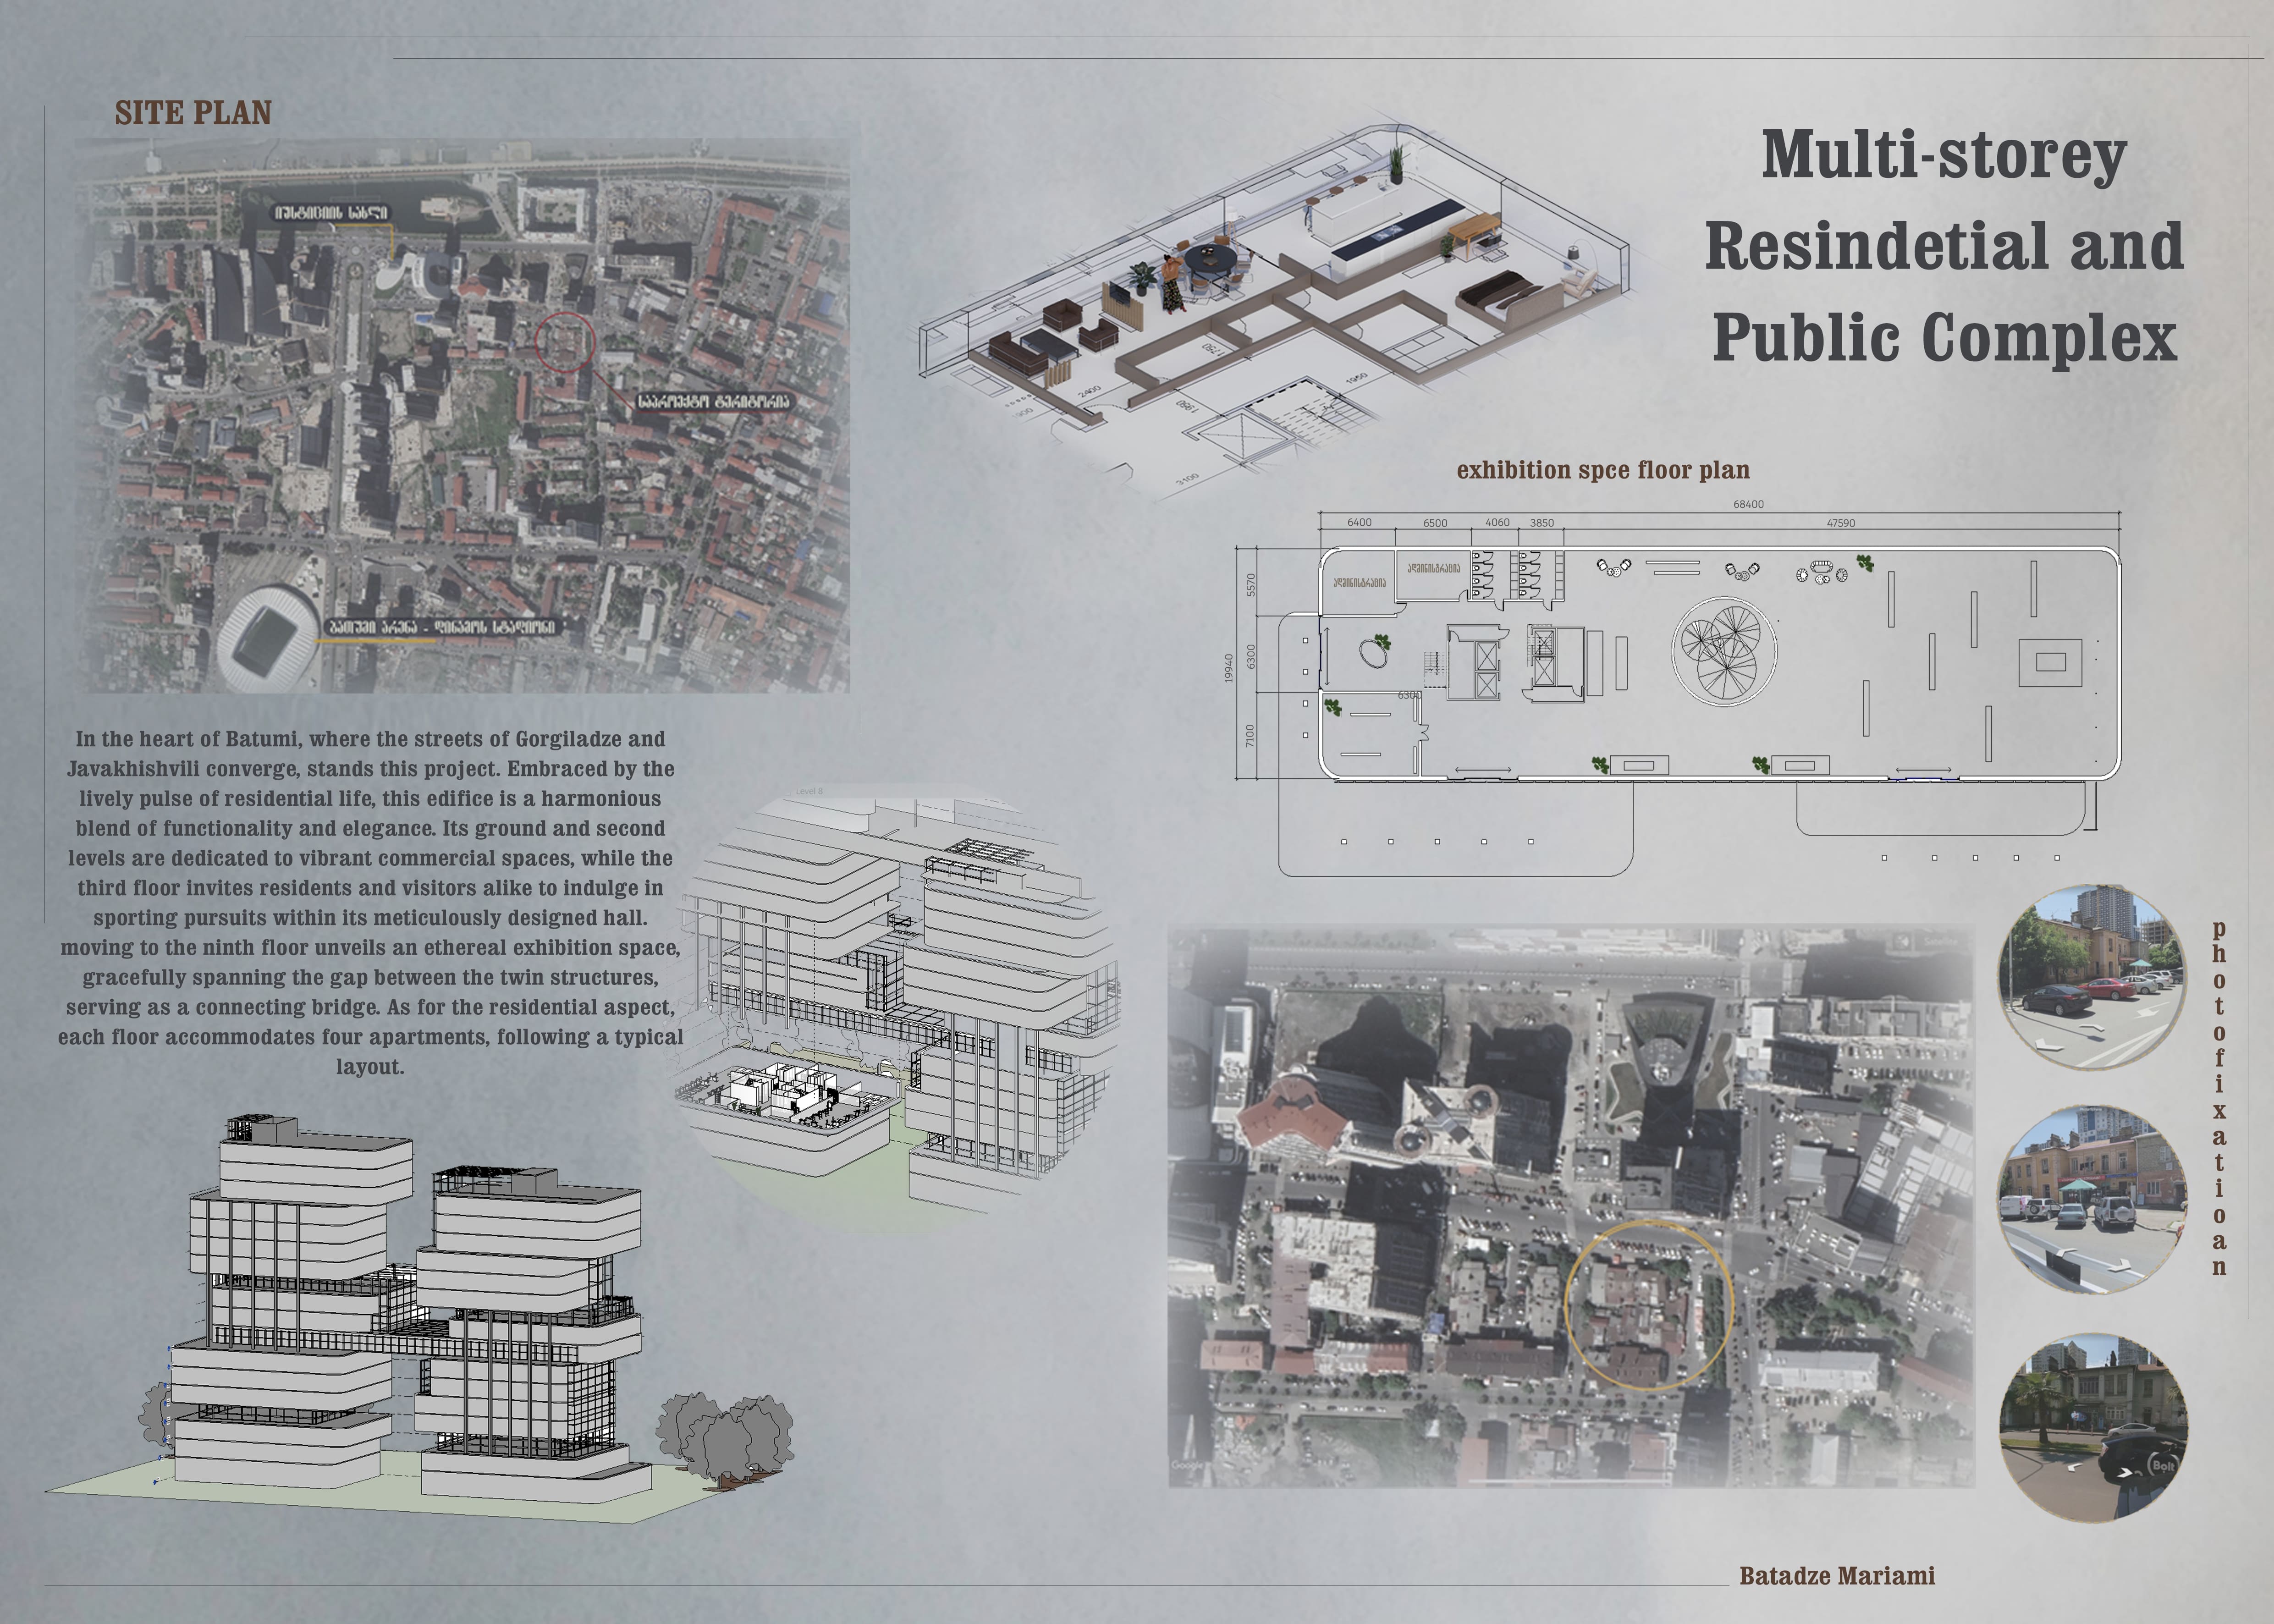 SITE PLAN
იუსტიციის სახლი
საპროექტო ტერიტორია
ბათუმი არენა - დინამოს სტადიონი
Multi-storey
Resindetial and
Public Complex
2400
1750
1950
1950
900
3100
exhibition spce floor plan
68400
6400
6500
4060
3850
47590
5570
6300
7100
19940
ადმინისტრაცია
ადმინისტრაცია
In the heart of Batumi, where the streets of Gorgiladze and
Javakhishvili converge, stands this project. Embraced by the
lively pulse of residential life, this edifice is a harmonious
blend of functionality and elegance. Its ground and second
levels are dedicated to vibrant commercial spaces, while the
third floor invites residents and visitors alike to indulge in
sporting pursuits within its meticulously designed hall.
moving to the ninth floor unveils an ethereal exhibition space,
gracefully spanning the gap between the twin structures,
serving as a connecting bridge. As for the residential aspect,
each floor accommodates four apartments, following a typical
layout.
Level 8
photofixatioan
Google
Bolt
Batadze Mariami